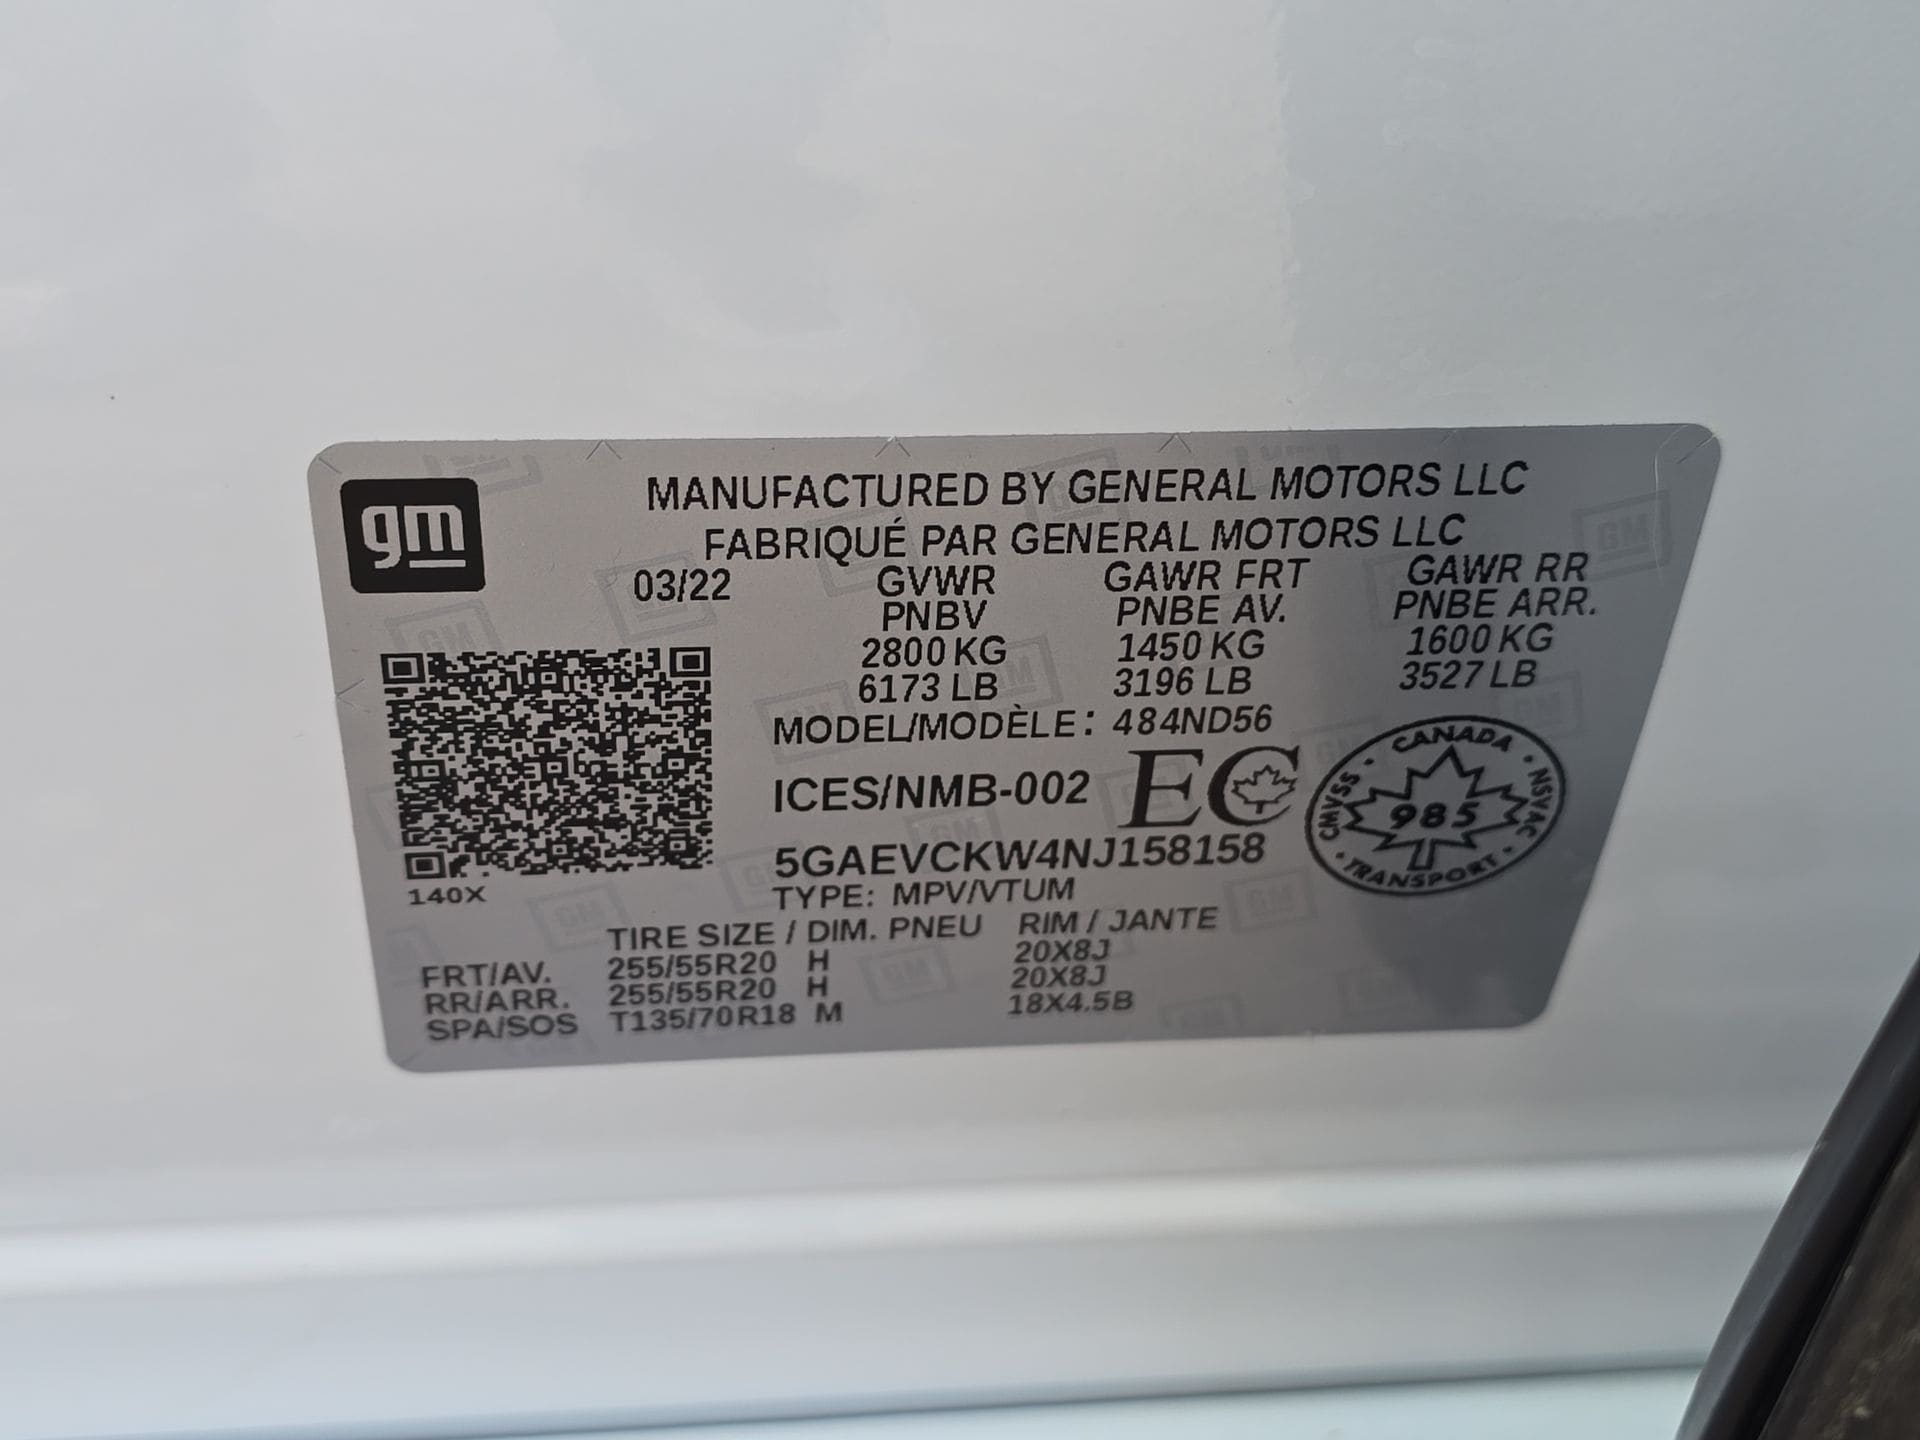 gm
MANUFACTURED BY GENERAL MOTORS LLC
FABRIQUÉ PAR GENERAL MOTORS LLC
03/22 GVWR GAWR FRT GAWR RR
PNBV PNBE AV. PNBE ARR.
2800 KG 1450 KG 1600 KG
6173 LB 3196 LB 3527 LB
MODEL/MODÈLE: 484ND56
ICES/NMB-002 EC
CANADA
CMVSS 985 NSVAC
TRANSPORT
5GAEVCKW4NJ158158
140X
TYPE: MPV/VTUM
TIRE SIZE / DIM. PNEU RIM / JANTE
FRT/AV. 255/55R20 H 20X8J
RR/ARR. 255/55R20 H 20X8J
SPA/SOS T135/70R18 M 18X4.5B